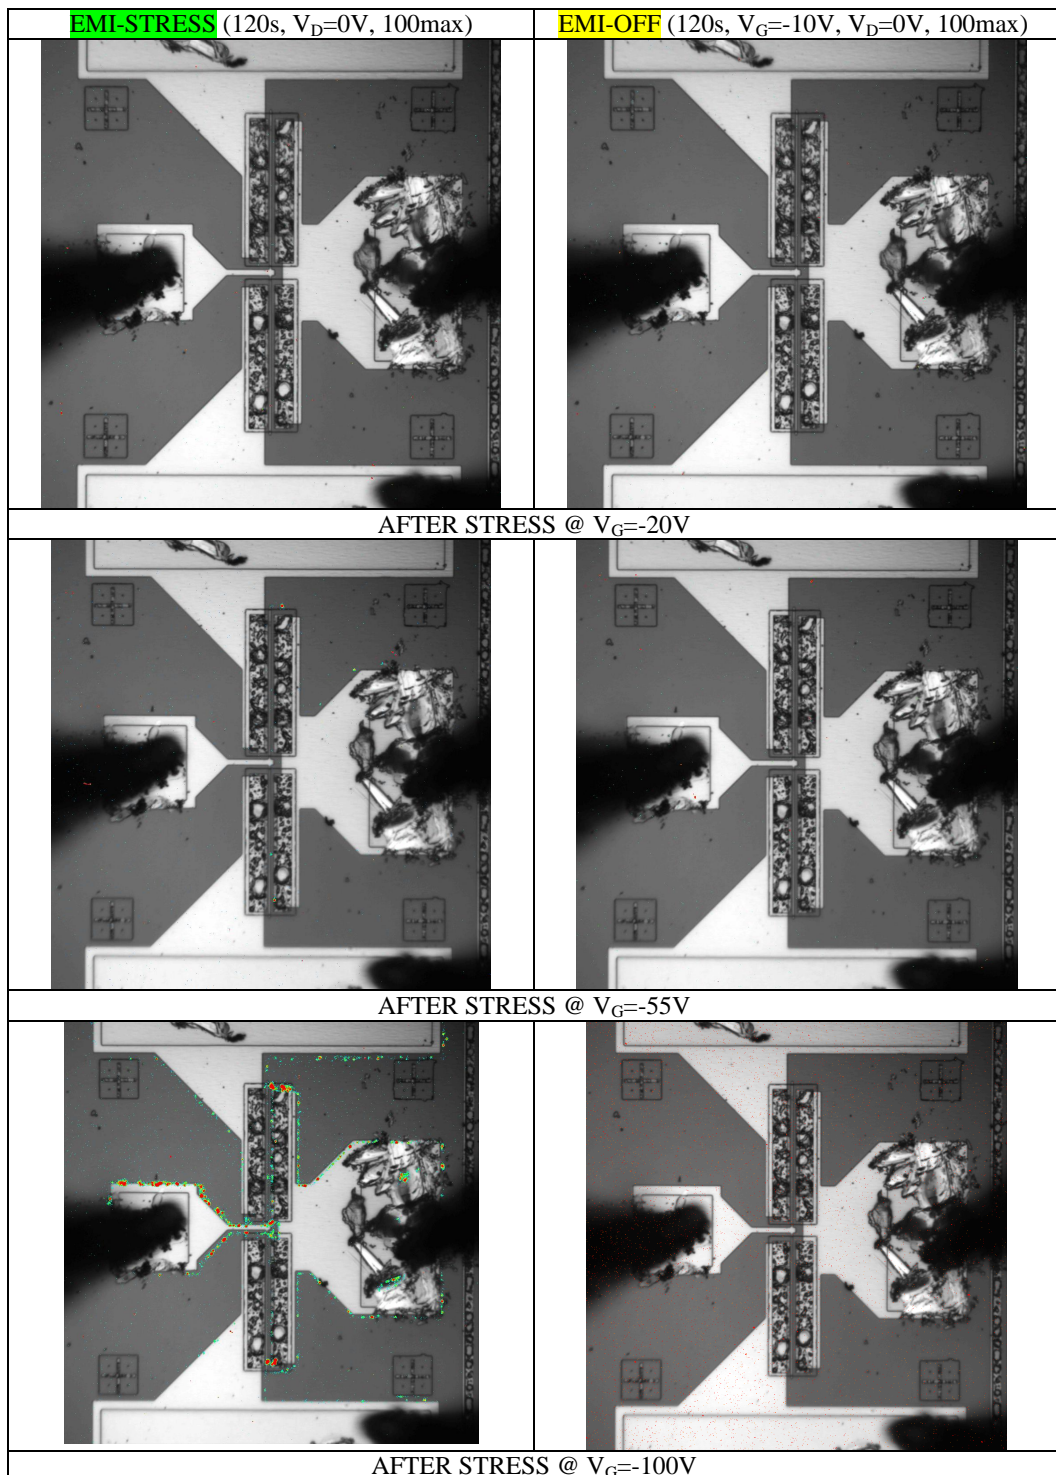 EMI-STRESS (120s, VD=0V, 100max)
EMI-OFF (120s, VG=-10V, VD=0V, 100max)
AFTER STRESS @ VG=-20V
AFTER STRESS @ VG=-55V
AFTER STRESS @ VG=-100V